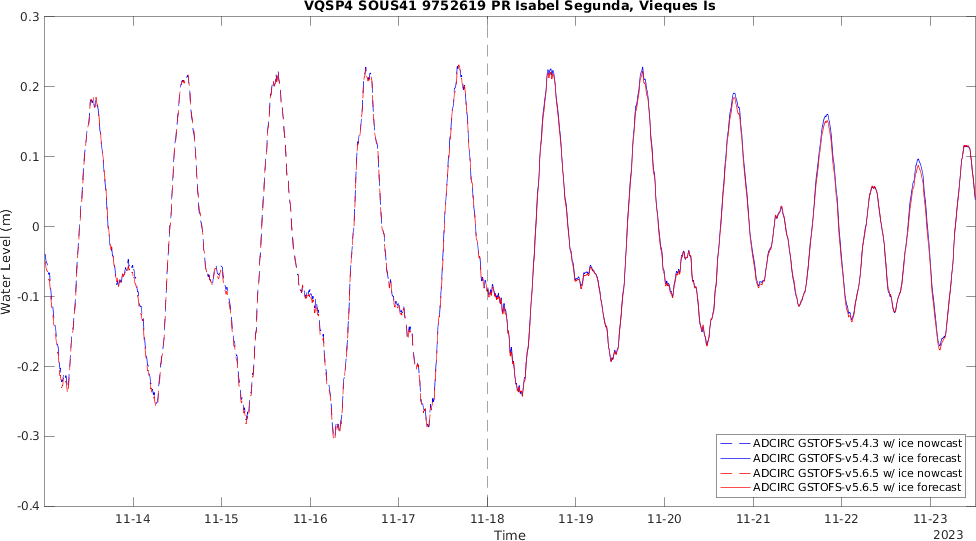 VQSP4 SOUS41 9752619 PR Isabel Segunda, Vieques Is
0.3
0.2
0.1
0
-0.1
-0.2
-0.3
-0.4
Water Level (m)
ADCIRC GSTOFS-v5.4.3 w/ ice nowcast
ADCIRC GSTOFS-v5.4.3 w/ ice forecast
ADCIRC GSTOFS-v5.6.5 w/ ice nowcast
ADCIRC GSTOFS-v5.6.5 w/ ice forecast
11-14 11-15 11-16 11-17 11-18 11-19 11-20 11-21 11-22 11-23
Time
2023